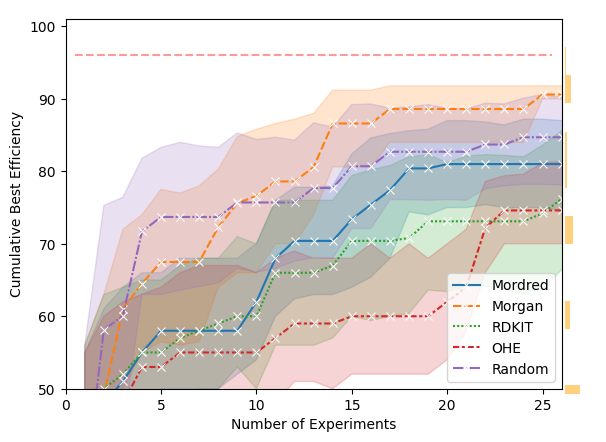 100
90
80
70
60
50
Cumulative Best Efficiency
0
5
10
15
20
25
Number of Experiments
Mordred
Morgan
RDKIT
OHE
Random